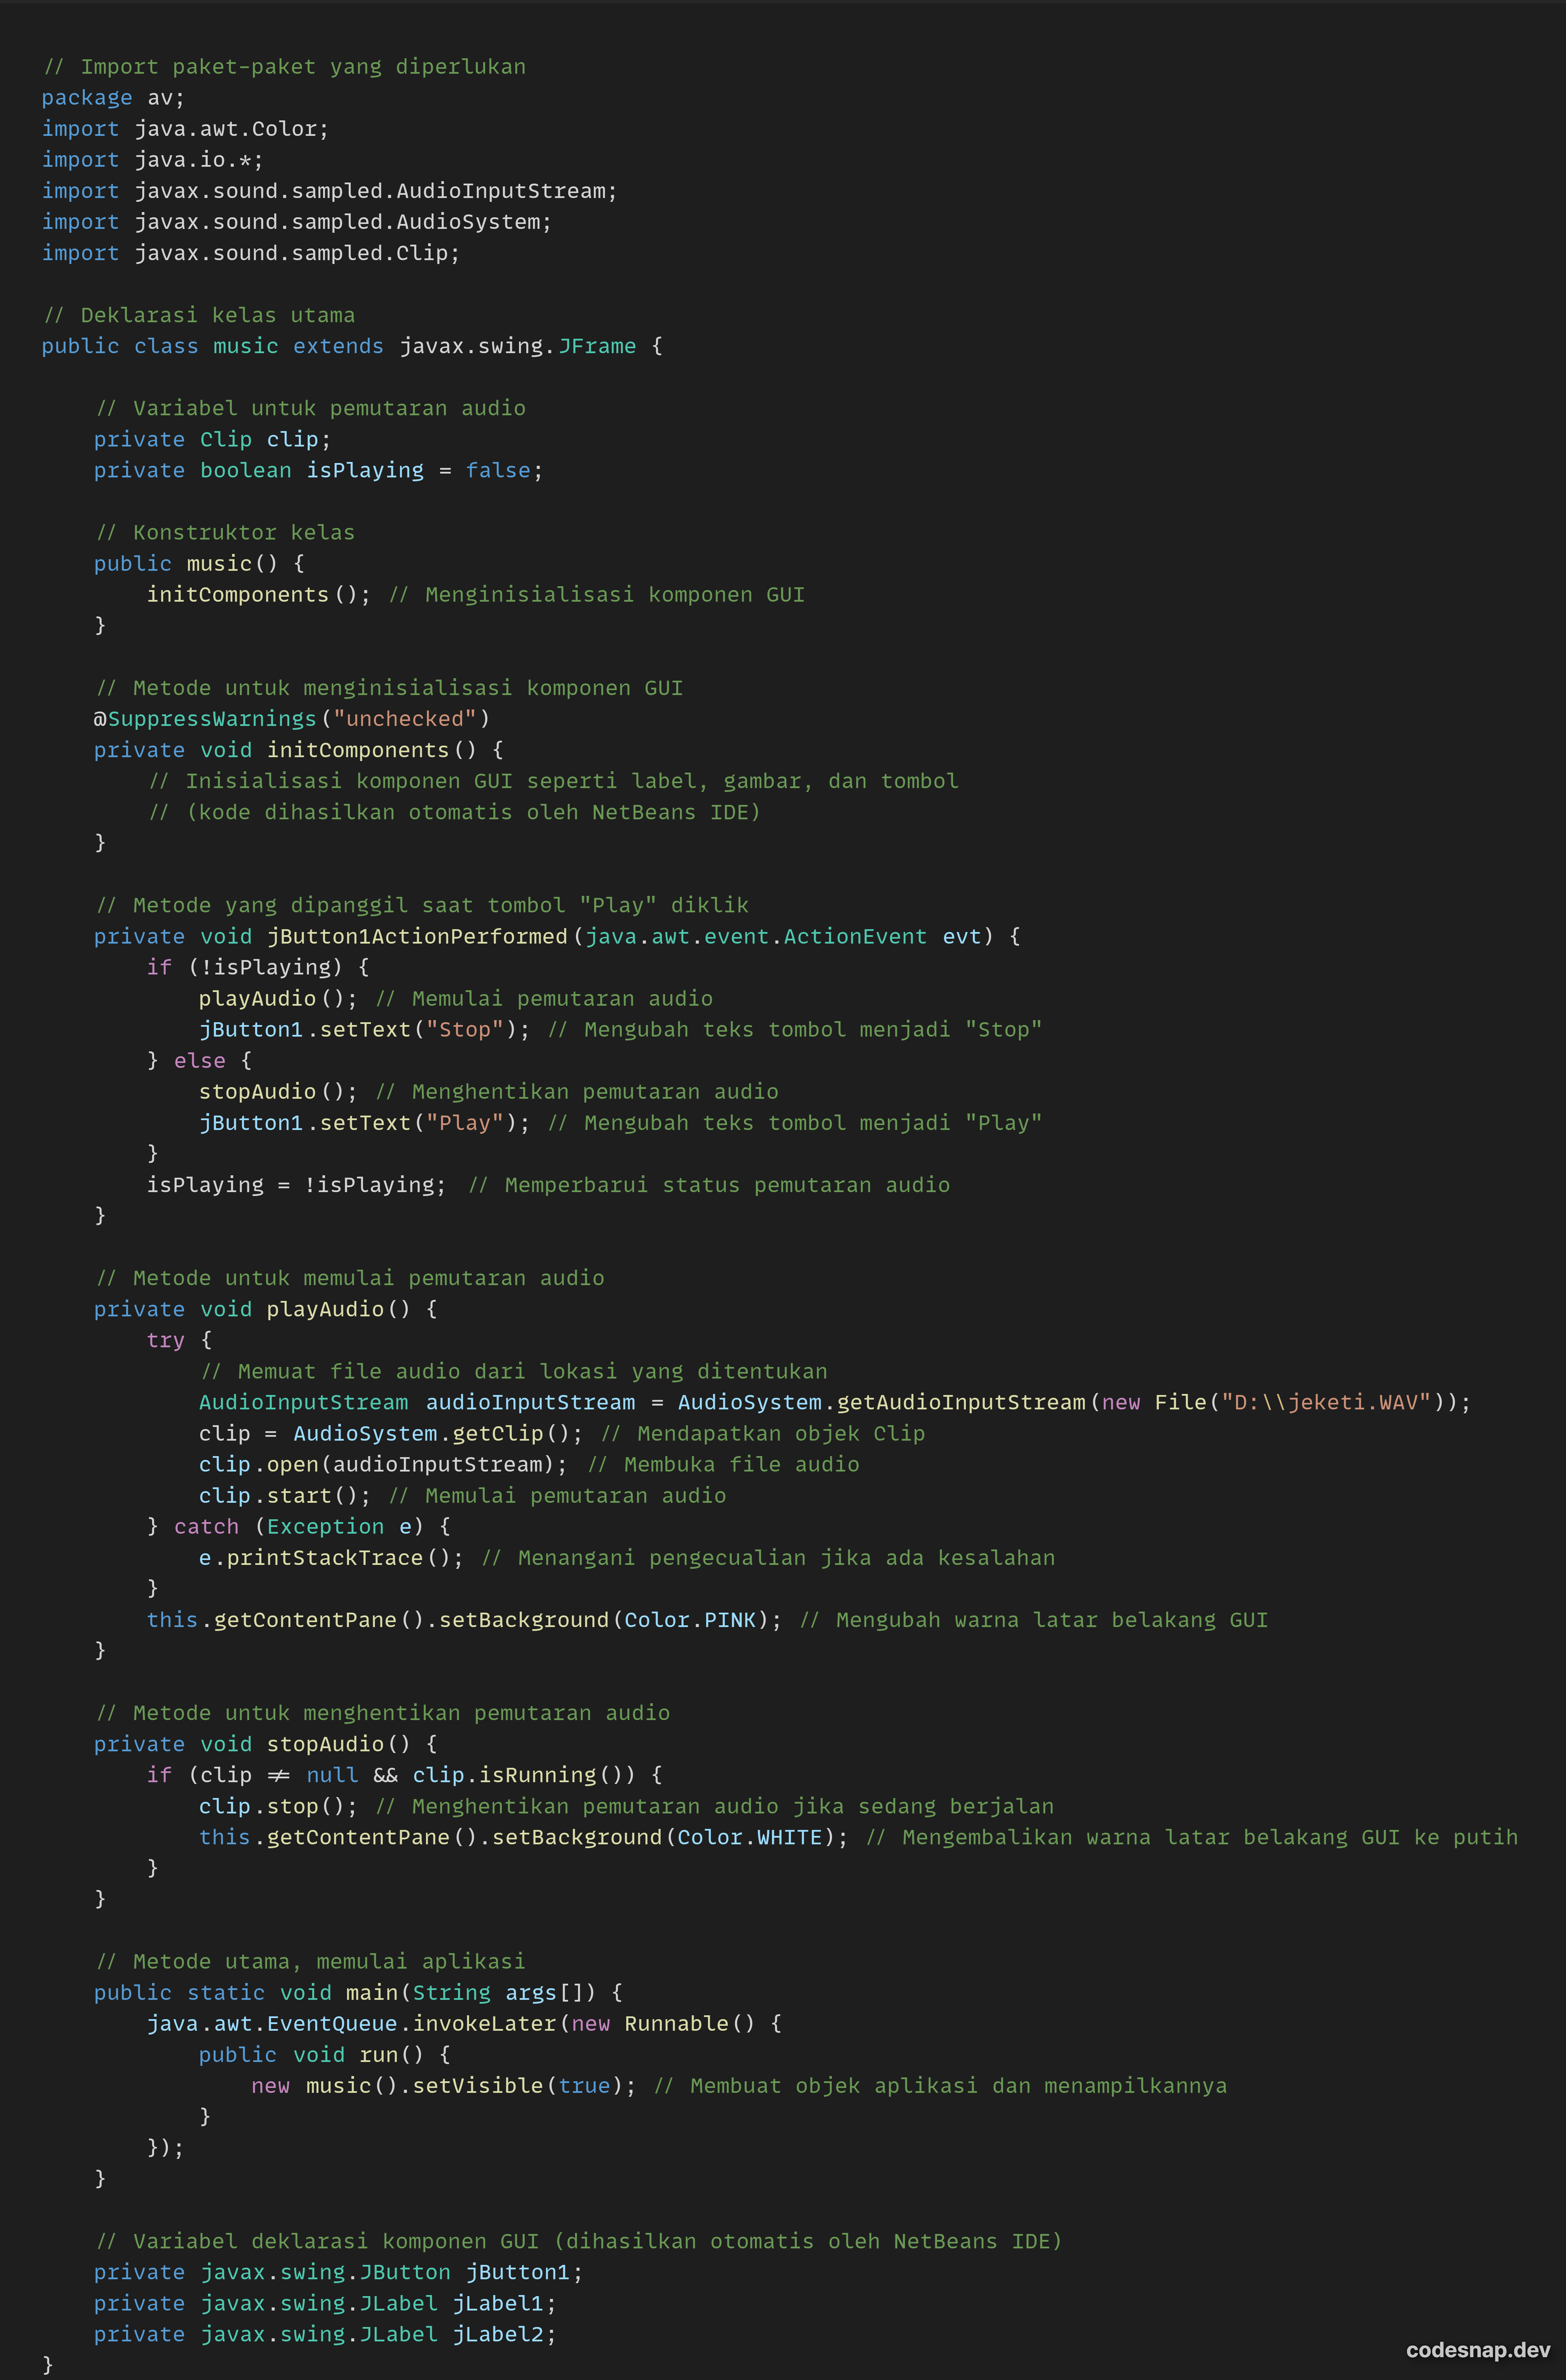 // Import paket-paket yang diperlukan
package av;
import java.awt.Color;
import java.io.*;
import javax.sound.sampled.AudioInputStream;
import javax.sound.sampled.AudioSystem;
import javax.sound.sampled.Clip;

// Deklarasi kelas utama
public class music extends javax.swing.JFrame {

    // Variabel untuk pemutaran audio
    private Clip clip;
    private boolean isPlaying = false;

    // Konstruktor kelas
    public music() {
        initComponents(); // Menginisialisasi komponen GUI
    }

    // Metode untuk menginisialisasi komponen GUI
    @SuppressWarnings("unchecked")
    private void initComponents() {
        // Inisialisasi komponen GUI seperti label, gambar, dan tombol
        // (kode dihasilkan otomatis oleh NetBeans IDE)
    }

    // Metode yang dipanggil saat tombol "Play" diklik
    private void jButton1ActionPerformed(java.awt.event.ActionEvent evt) {
        if (!isPlaying) {
            playAudio(); // Memulai pemutaran audio
            jButton1.setText("Stop"); // Mengubah teks tombol menjadi "Stop"
        } else {
            stopAudio(); // Menghentikan pemutaran audio
            jButton1.setText("Play"); // Mengubah teks tombol menjadi "Play"
        }
        isPlaying = !isPlaying; // Memperbarui status pemutaran audio
    }

    // Metode untuk memulai pemutaran audio
    private void playAudio() {
        try {
            // Memuat file audio dari lokasi yang ditentukan
            AudioInputStream audioInputStream = AudioSystem.getAudioInputStream(new File("D:\\jeketi.WAV"));
            clip = AudioSystem.getClip(); // Mendapatkan objek Clip
            clip.open(audioInputStream); // Membuka file audio
            clip.start(); // Memulai pemutaran audio
        } catch (Exception e) {
            e.printStackTrace(); // Menangani pengecualian jika ada kesalahan
        }
        this.getContentPane().setBackground(Color.PINK); // Mengubah warna latar belakang GUI
    }

    // Metode untuk menghentikan pemutaran audio
    private void stopAudio() {
        if (clip != null && clip.isRunning()) {
            clip.stop(); // Menghentikan pemutaran audio jika sedang berjalan
            this.getContentPane().setBackground(Color.WHITE); // Mengembalikan warna latar belakang GUI ke putih
        }
    }

    // Metode utama, memulai aplikasi
    public static void main(String args[]) {
        java.awt.EventQueue.invokeLater(new Runnable() {
            public void run() {
                new music().setVisible(true); // Membuat objek aplikasi dan menampilkannya
            }
        });
    }

    // Variabel deklarasi komponen GUI (dihasilkan otomatis oleh NetBeans IDE)
    private javax.swing.JButton jButton1;
    private javax.swing.JLabel jLabel1;
    private javax.swing.JLabel jLabel2;
}
codesnap.dev